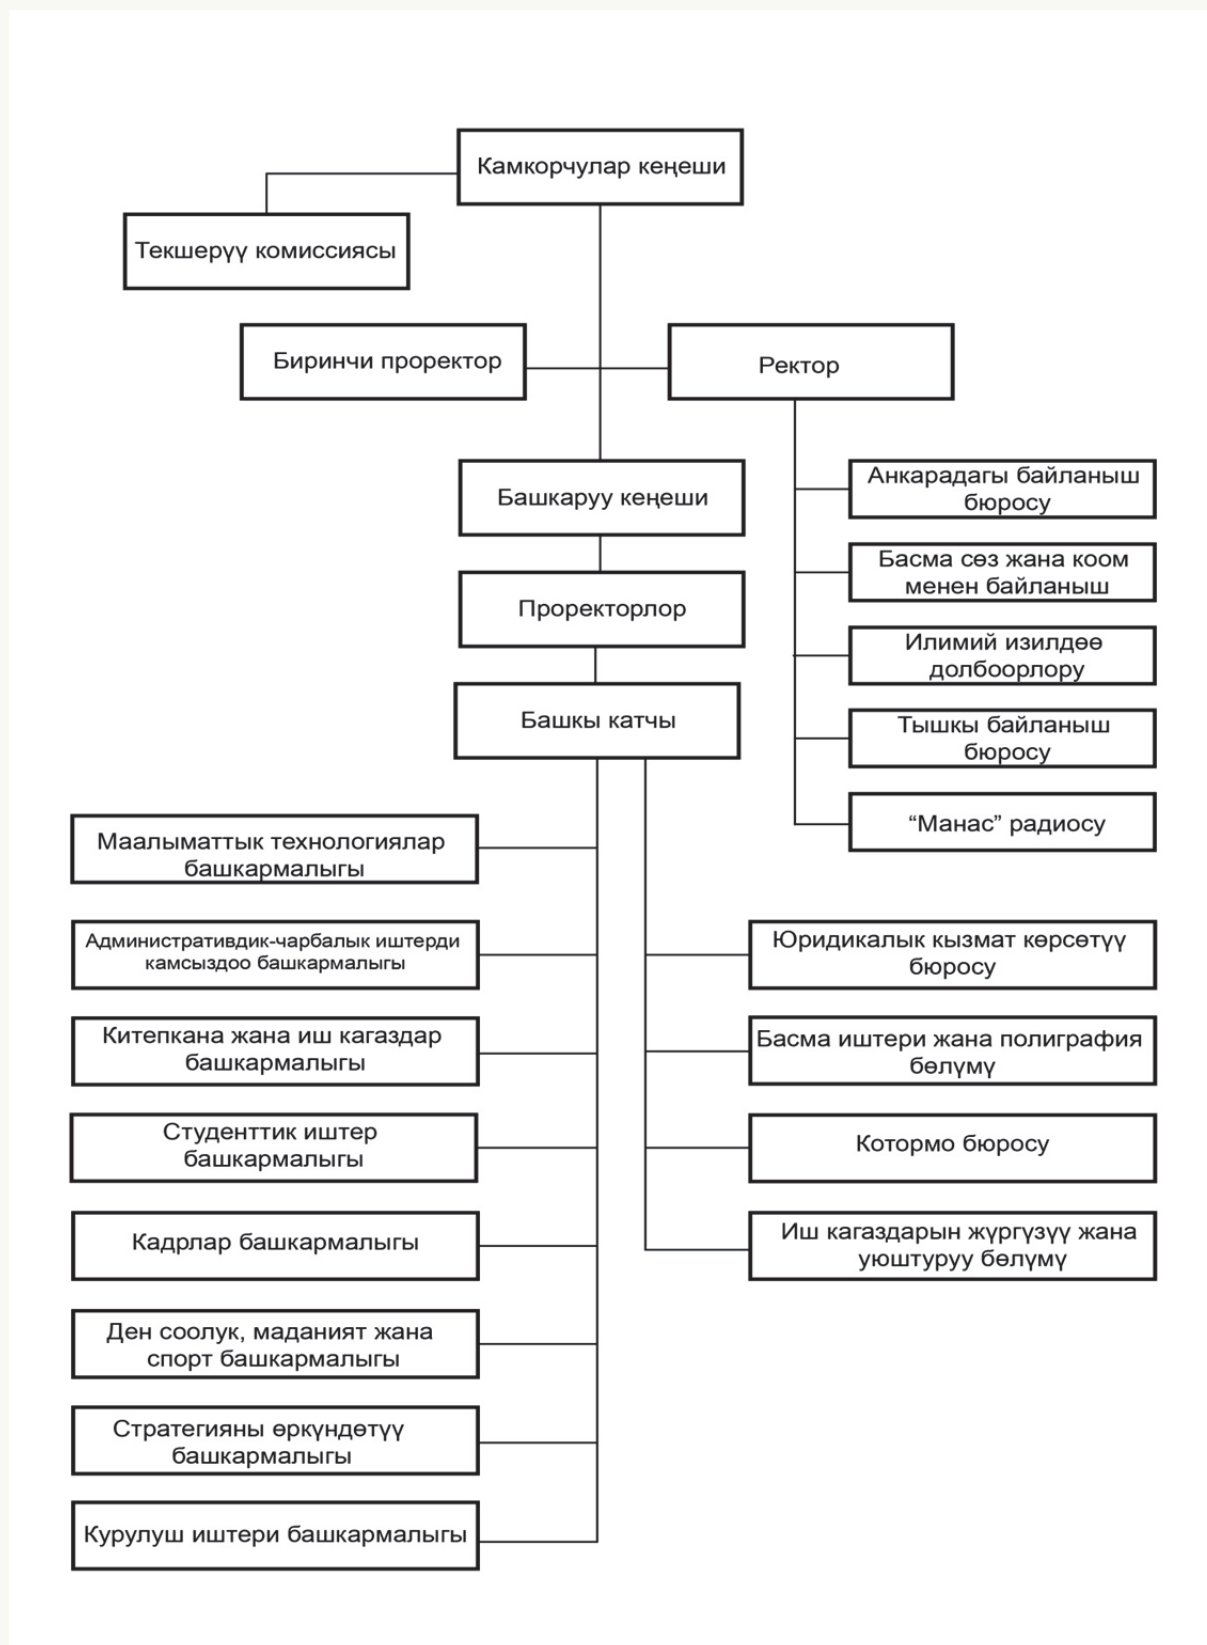 Камкорчулар кеңеши
Текшерүү комиссиясы
Биринчи проректор
Ректор
Башкаруу кеңеши
Анкарадагы байланыш
бюросу
Басма сөз жана коом
менен байланыш
Проректорлор
Илимий изилдөө
долбоорлору
Башкы катчы
Тышкы байланыш
бюросу
“Манас” радиосу
Маалыматтык технологиялар
башкармалыгы
Административдик-чарбалык иштерди
камсыздоо башкармалыгы
Китепкана жана иш кагаздар
башкармалыгы
Студенттик иштер
башкармалыгы
Кадрлар башкармалыгы
Ден соолук, маданият жана
спорт башкармалыгы
Стратегияны өркүндөтүү
башкармалыгы
Курулуш иштери башкармалыгы
Юридикалык кызмат көрсөтүү
бюросу
Басма иштери жана полиграфия
бөлүмү
Котормо бюросу
Иш кагаздарын жүргүзүү жана
уюштуруу бөлүмү